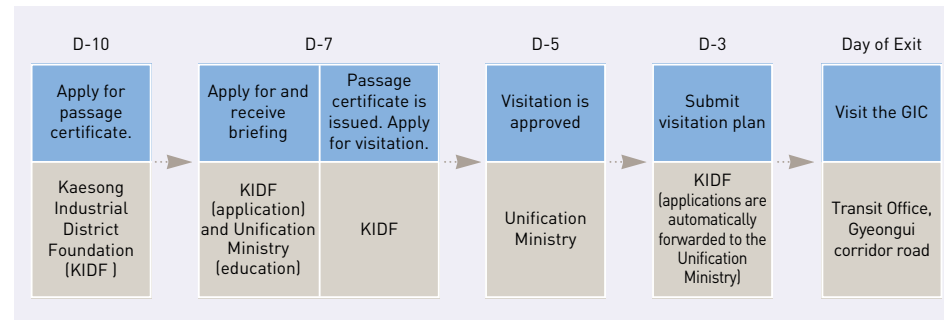 D-10
D-7
D-5
D-3
Day of Exit
Apply for
passage
certificate.
Apply for and
receive
briefing
Passage
certificate is
issued. Apply
for visitation.
Visitation is
approved
Submit
visitation plan
Visit the GIC
Kaesong
Industrial
District
Foundation
(KIDF )
KIDF
(application)
and Unification
Ministry
(education)
KIDF
Unification
Ministry
KIDF
(applications are
automatically
forwarded to the
Unification
Ministry)
Transit Office,
Gyeongui
corridor road